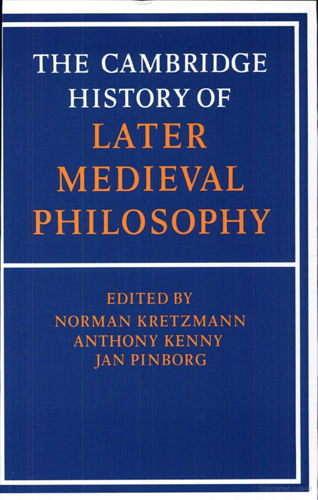 THE CAMBRIDGE
HISTORY OF
LATER
MEDIEVAL
PHILOSOPHY
EDITED BY
NORMAN KRETZMANN
ANTHONY KENNY
JAN PINBORG